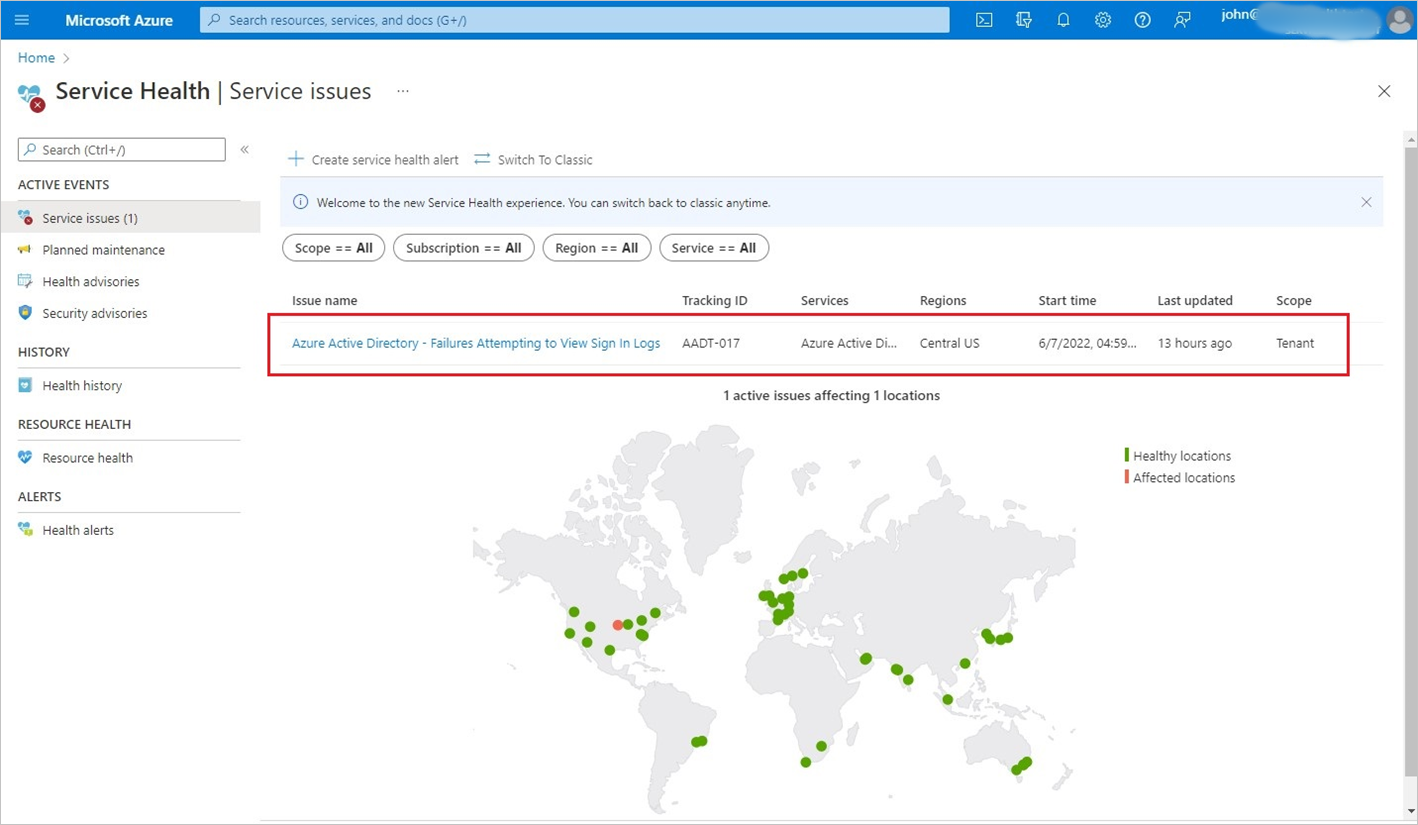 Microsoft Azure
Search resources, services, and docs (G+/)
john@
Home
Service Health | Service issues ...
Search (Ctrl+/)
«
Create service health alert
Switch To Classic
ACTIVE EVENTS
Welcome to the new Service Health experience. You can switch back to classic anytime.
Service issues (1)
Planned maintenance
Health advisories
Security advisories
HISTORY
Health history
RESOURCE HEALTH
Resource health
ALERTS
Health alerts
Scope == All
Subscription == All
Region == All
Service == All
Issue name Tracking ID Services Regions Start time Last updated Scope
Azure Active Directory - Failures Attempting to View Sign In Logs AADT-017 Azure Active Di... Central US 6/7/2022, 04:59... 13 hours ago Tenant
1 active issues affecting 1 locations
Healthy locations
Affected locations